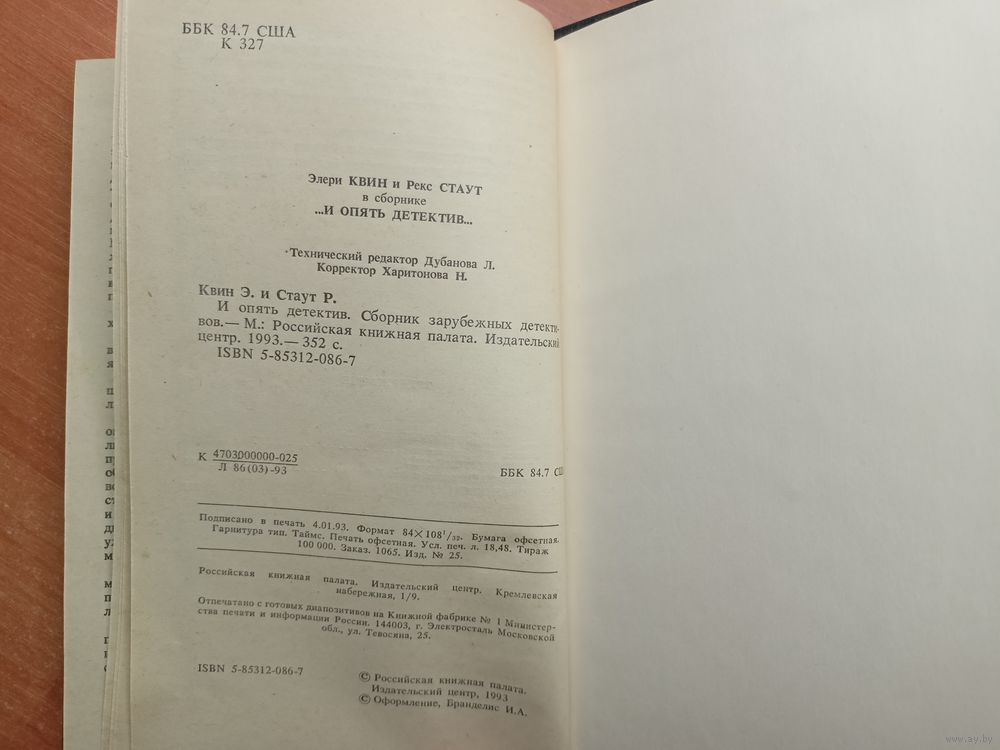 ББК 84.7 США
К 327
Элери КВИН и Рекс СТАУТ
в сборнике
...И ОПЯТЬ ДЕТЕКТИВ...
Технический редактор Дубанова Л.
Корректор Харитонова Н.
Квин Э. и Стаут Р.
И опять детектив. Сборник зарубежных детекти-
вов.— М.: Российская книжная палата. Издательский
центр. 1993.— 352 с.
ISBN 5-85312-086-7
К 4703000000-025
Л 86(03)-93
ББК 84.7
Подписано в печать 4.01.93. Формат 84×108¹/₃₂. Бумага офсетная.
Гарнитура тип. Таймс. Печать офсетная. Усл. печ. л. 18,48. Тираж
100 000. Заказ. 1065. Изд. № 25.
Российская книжная палата. Издательский центр. Кремлевская
набережная, 1/9.
Отпечатано с готовых диапозитивов на Книжной фабрике № 1 Министер-
ства печати и информации России. 144003, г. Электросталь Московской
обл., ул. Тевосяна, 25.
ISBN 5-85312-086-7
© Российская книжная палата.
Издательский центр, 1993
© Оформление, Бранделис И.А.
www.ay.by